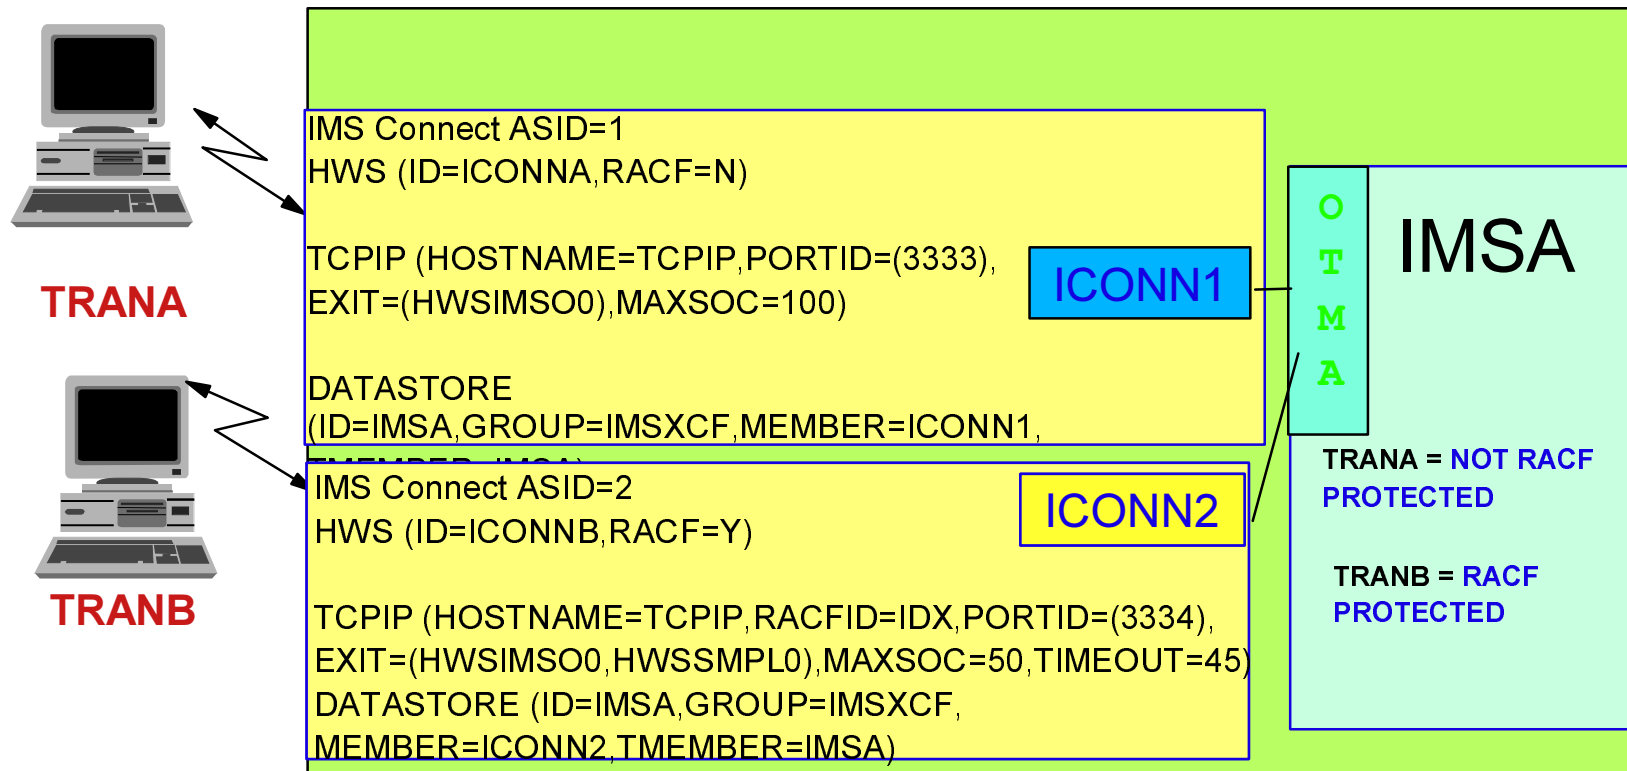 TRANA
TRANB
IMS Connect ASID=1
HWS (ID=ICONNA,RACF=N)
TCPIP (HOSTNAME=TCPIP,PORTID=(3333),
EXIT=(HWSIMSO0),MAXSOC=100)
DATASTORE
(ID=IMSA,GROUP=IMSXCF,MEMBER=ICONN1,
TMEMBER=IMSA)
ICONN1
IMS Connect ASID=2
HWS (ID=ICONNB,RACF=Y)
TCPIP (HOSTNAME=TCPIP,RACFID=IDX,PORTID=(3334),
EXIT=(HWSIMSO0,HWSSMPL0),MAXSOC=50,TIMEOUT=45)
DATASTORE (ID=IMSA,GROUP=IMSXCF,
MEMBER=ICONN2,TMEMBER=IMSA)
ICONN2
O
T
M
A
IMSA
TRANA = NOT RACF
PROTECTED
TRANB = RACF
PROTECTED